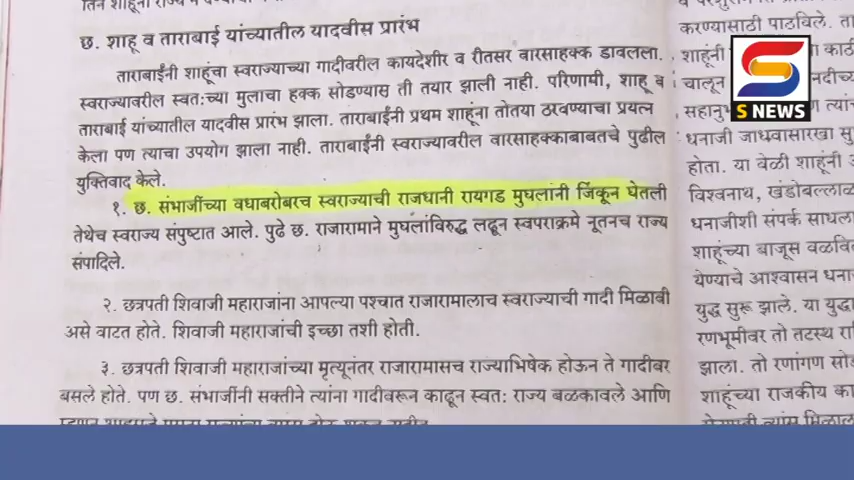 छ. शाहू व ताराबाई यांच्यातील यादवीस प्रारंभ
ताराबाईंनी शाहूंचा स्वराज्याच्या गादीवरील कायदेशीर व रीतसर वारसाहक्क डावलला.
स्वराज्यावरील स्वतःच्या मुलाचा हक्क सोडण्यास ती तयार झाली नाही. परिणामी, शाहू व
ताराबाई यांच्यातील यादवीस प्रारंभ झाला. ताराबाईंनी प्रथम शाहूंना तोतया ठरवण्याचा प्रयत्न
केला पण त्याचा उपयोग झाला नाही. ताराबाईंनी स्वराज्यावरील वारसाहक्काबाबतचे पुढील
युक्तिवाद केले.
१. छ. संभाजींच्या वधाबरोबरच स्वराज्याची राजधानी रायगड मुघलांनी जिंकून घेतली
तेथेच स्वराज्य संपुष्टात आले. पुढे छ. राजारामाने मुघलांविरुद्ध लढून स्वपराक्रमे नूतनच राज्य
संपादिले.
२. छत्रपती शिवाजी महाराजांना आपल्या पश्चात राजारामालाच स्वराज्याची गादी मिळावी
असे वाटत होते. शिवाजी महाराजांची इच्छा तशी होती.
३. छत्रपती शिवाजी महाराजांच्या मृत्यूनंतर राजारामासच राज्याभिषेक होऊन ते गादीवर
बसले होते. पण छ. संभाजींनी सक्तीने त्यांना गादीवरून काढून स्वतः राज्य बळकावले आणि
करण्यासाठी पाठविले.
शाहूंनी
चालून
धनाजी जाधवासारखा
होता. या वेळी शाहूंनी
विश्वनाथ, खंडोबल्लाळ
धनाजीशी संपर्क साधला
शाहूंच्या बाजूस
येण्याचे आश्वासन
युद्ध सुरू झाले. या
रणभूमीवर तो तटस्थ
झाला. तो रणांगण
शाहूंच्या राजकीय
S NEWS